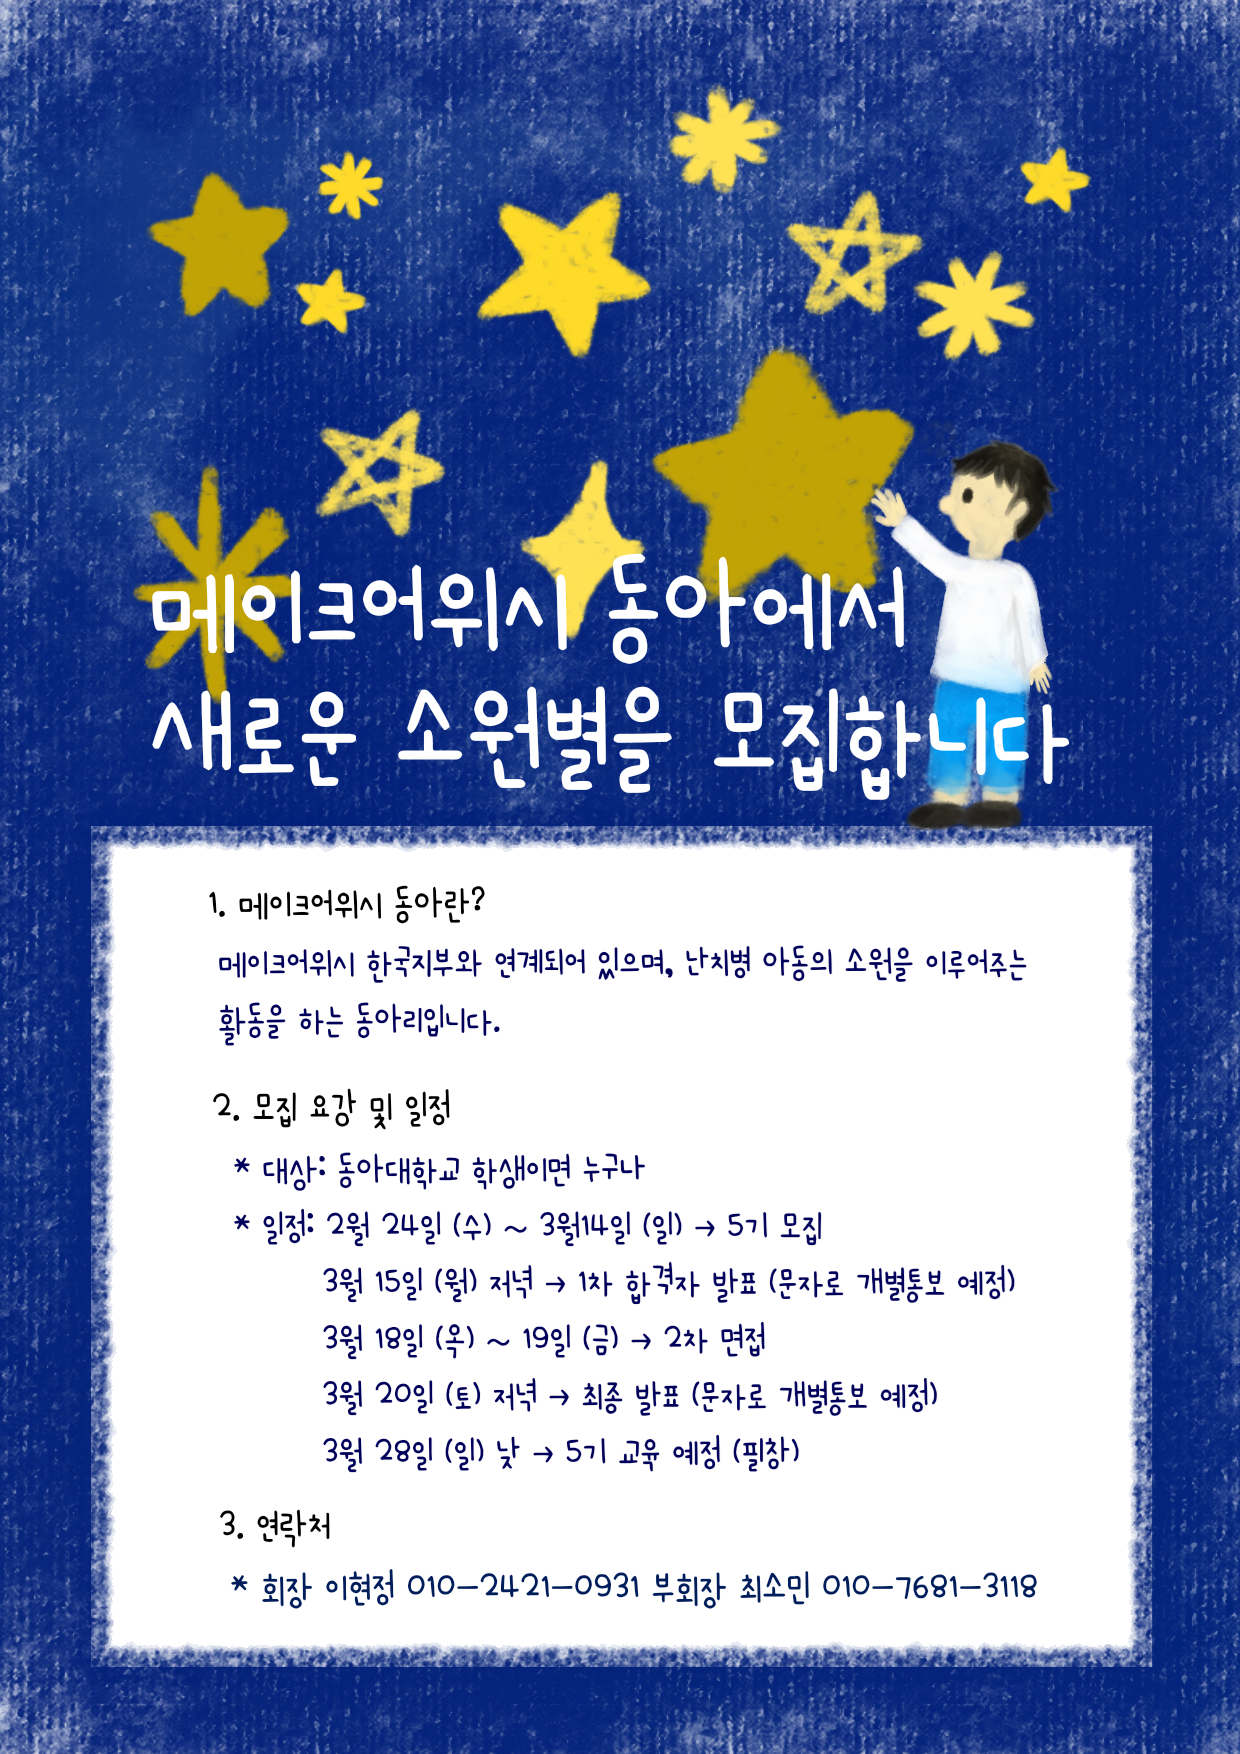 메이크어위시 동아에서
새로운 소원별을 모집합니다
1. 메이크어위시 동아란?
메이크어위시 한국지부와 연계되어 있으며, 난치병 아동의 소원을 이루어주는
활동을 하는 동아리입니다.
2. 모집 요강 및 일정
* 대상: 동아대학교 학생이면 누구나
* 일정: 2월 24일 (수) ~ 3월14일 (일) → 5기 모집
3월 15일 (월) 저녁 → 1차 합격자 발표 (문자로 개별통보 예정)
3월 18일 (목) ~ 19일 (금) → 2차 면접
3월 20일 (토) 저녁 → 최종 발표 (문자로 개별통보 예정)
3월 28일 (일) 낮 → 5기 교육 예정 (필참)
3. 연락처
* 회장 이현정 010-2421-0931 부회장 최소민 010-7681-3118